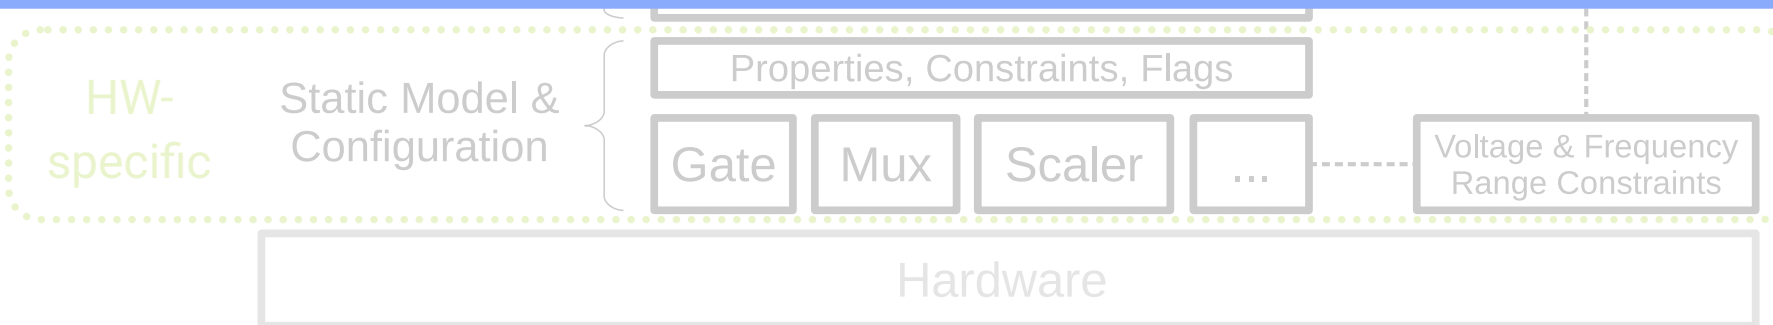 HW-
specific
Static Model &
Configuration
Properties, Constraints, Flags
Gate
Mux
Scaler
...
Voltage & Frequency
Range Constraints
Hardware